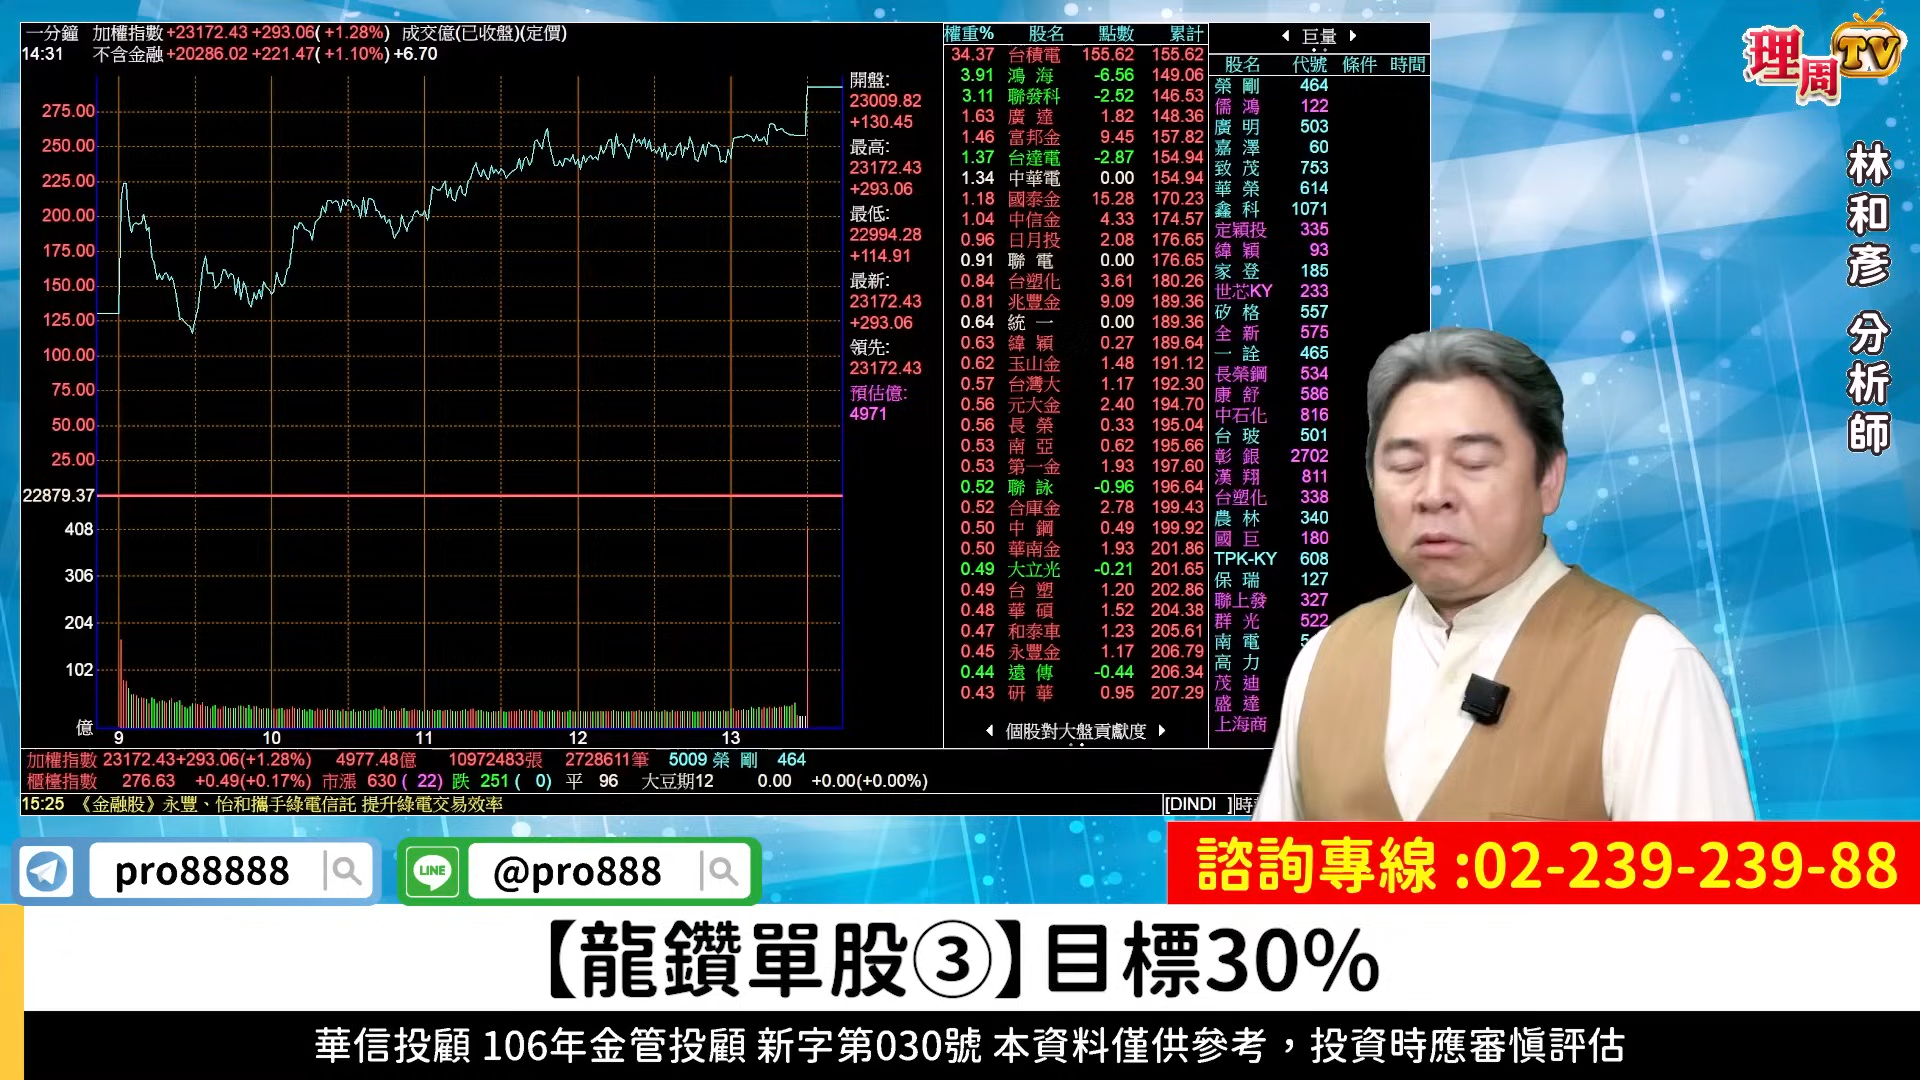 一分鐘 加權指數+23172.43 +293.06( +1.28%) 成交億(已收盤)(定價)
14:31 不含金融+20286.02 +221.47( +1.10%) +6.70
275.00
250.00
225.00
200.00
175.00
150.00
125.00
100.00
75.00
50.00
25.00
22879.37
408
306
204
102
億
9 10 11 12 13
開盤:
23009.82
+130.45
最高:
23172.43
+293.06
最低:
22994.28
+114.91
最新:
23172.43
+293.06
領先:
23172.43
預估億:
4971
權重% 股名 點數 累計
34.37 台積電 155.62 155.62
3.91 鴻海 -6.56 149.06
3.11 聯發科 -2.52 146.53
1.63 廣達 1.82 148.36
1.46 富邦金 9.45 157.82
1.37 台達電 -2.87 154.94
1.34 中華電 0.00 154.94
1.18 國泰金 15.28 170.23
1.04 中信金 4.33 174.57
0.96 日月投 2.08 176.65
0.91 聯電 0.00 176.65
0.84 台塑化 3.61 180.26
0.81 兆豐金 9.09 189.36
0.64 統一 0.00 189.36
0.63 緯穎 0.27 189.64
0.62 玉山金 1.48 191.12
0.57 台灣大 1.17 192.30
0.56 元大金 2.40 194.70
0.56 長榮 0.33 195.04
0.53 南亞 0.62 195.66
0.53 第一金 1.93 197.60
0.52 聯詠 -0.96 196.64
0.52 合庫金 2.78 199.43
0.50 中鋼 0.49 199.92
0.50 華南金 1.93 201.86
0.49 大立光 -0.21 201.65
0.49 台塑 1.20 202.86
0.48 華碩 1.52 204.38
0.47 和泰車 1.23 205.61
0.45 永豐金 1.17 206.79
0.44 遠傳 -0.44 206.34
0.43 研華 0.95 207.29
個股對大盤貢獻度
巨量
股名 代號 條件 時間
榮剛 464
儒鴻 122
廣明 503
嘉澤 60
致茂 753
華榮 614
鑫科 1071
定穎投 335
緯穎 93
家登 185
世芯KY 233
矽格 557
全新 575
一詮 465
長榮鋼 534
康舒 586
中石化 816
台玻 501
彰銀 2702
漢翔 811
台塑化 338
農林 340
國巨 180
TPK-KY 608
保瑞 127
聯上發 327
群光 522
南電
高力
茂迪
盛達
上海商
加權指數 23172.43+293.06(+1.28%) 4977.48億 10972483張 2728611筆 5009 榮剛 464
櫃檯指數 276.63 +0.49(+0.17%) 市漲 630 ( 22) 跌 251 ( 0) 平 96 大豆期12 0.00 +0.00(+0.00%)
15:25 《金融股》永豐、怡和攜手綠電信託 提升綠電交易效率
[DINDI ]時
理周TV
林和彥 分析師
pro88888
LINE
@pro888
諮詢專線 :02-239-239-88
【龍鑽單股③】目標30%
華信投顧 106年金管投顧 新字第030號 本資料僅供參考，投資時應審慎評估